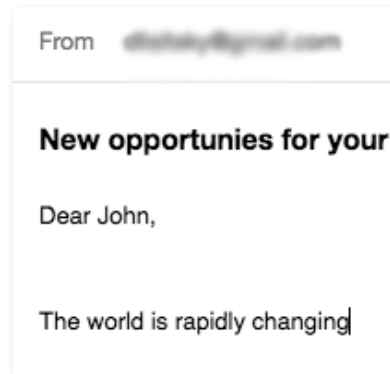 From
New opportunies for your
Dear John,
The world is rapidly changing